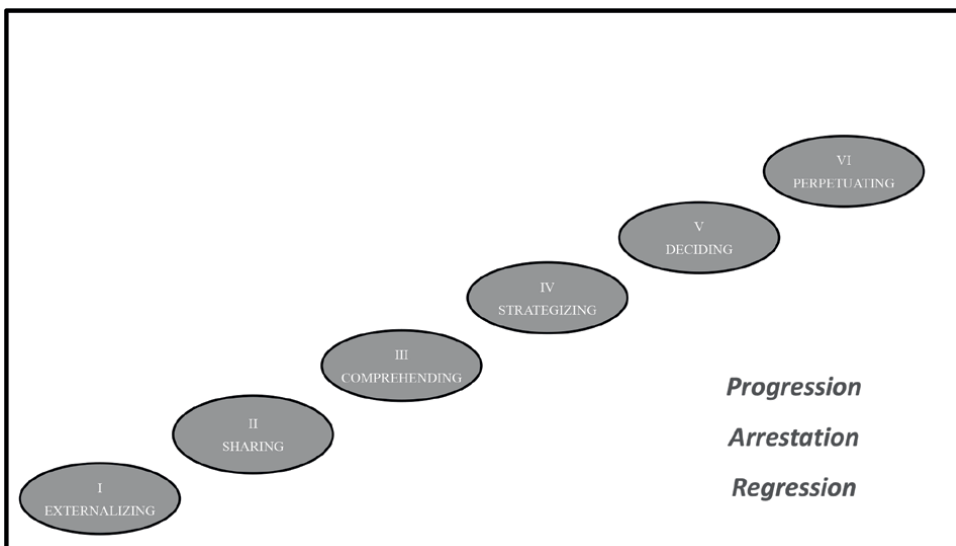 VI
PERPETUATING
V
DECIDING
IV
STRATEGIZING
III
COMPREHENDING
II
SHARING
I
EXTERNALIZING
Progression
Arrestation
Regression